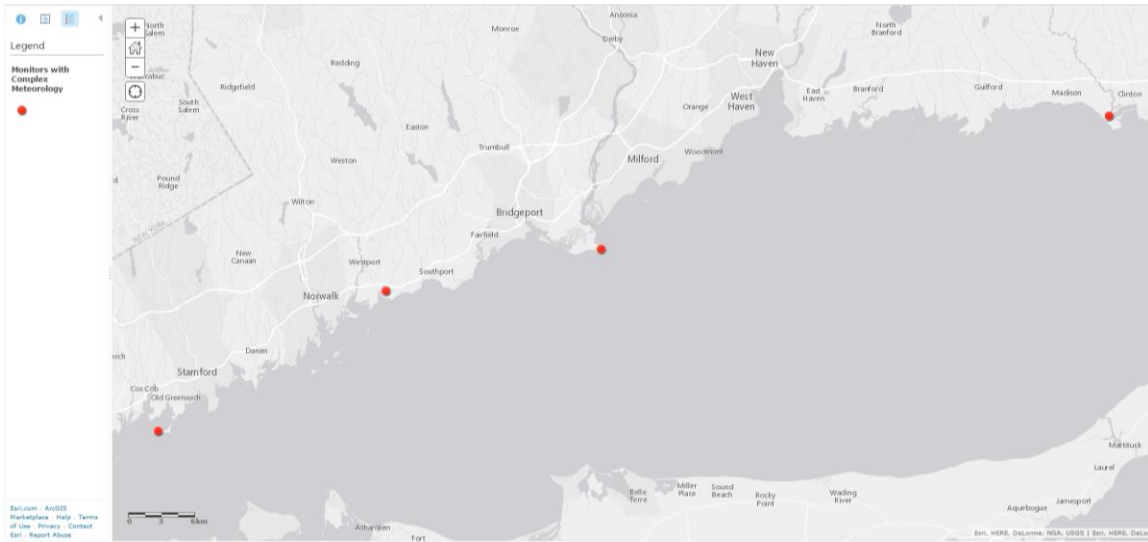 Legend
Monitors with
Complex
Meteorology
Esri.com . ArcGIS
Marketplace . Help . Terms
of Use . Privacy . Contact
Esri . Report Abuse
+
−
North
Salem
Cross
River
South
Salem
Ridgefield
Redding
Monroe
Ansonia
Derby
New
Haven
North
Branford
West
Haven
East
Haven
Branford
Guilford
Madison
Clinton
Orange
Easton
Trumbull
Milford
Woodmont
Weston
Pound
Ridge
NEW YORK
Wilton
Bridgeport
Fairfield
New
Canaan
Westport
Southport
Norwalk
Darien
Stamford
Cos Cob
Old Greenwich
Mattituck
Laurel
Jamesport
Aquebogue
Belle
Terre
Miller
Place
Sound
Beach
Rocky
Point
Wading
River
Asharoken
Fort
0 3 6km
Esri, HERE, DeLorme, NGA, USGS | Esri, HERE, DeLo